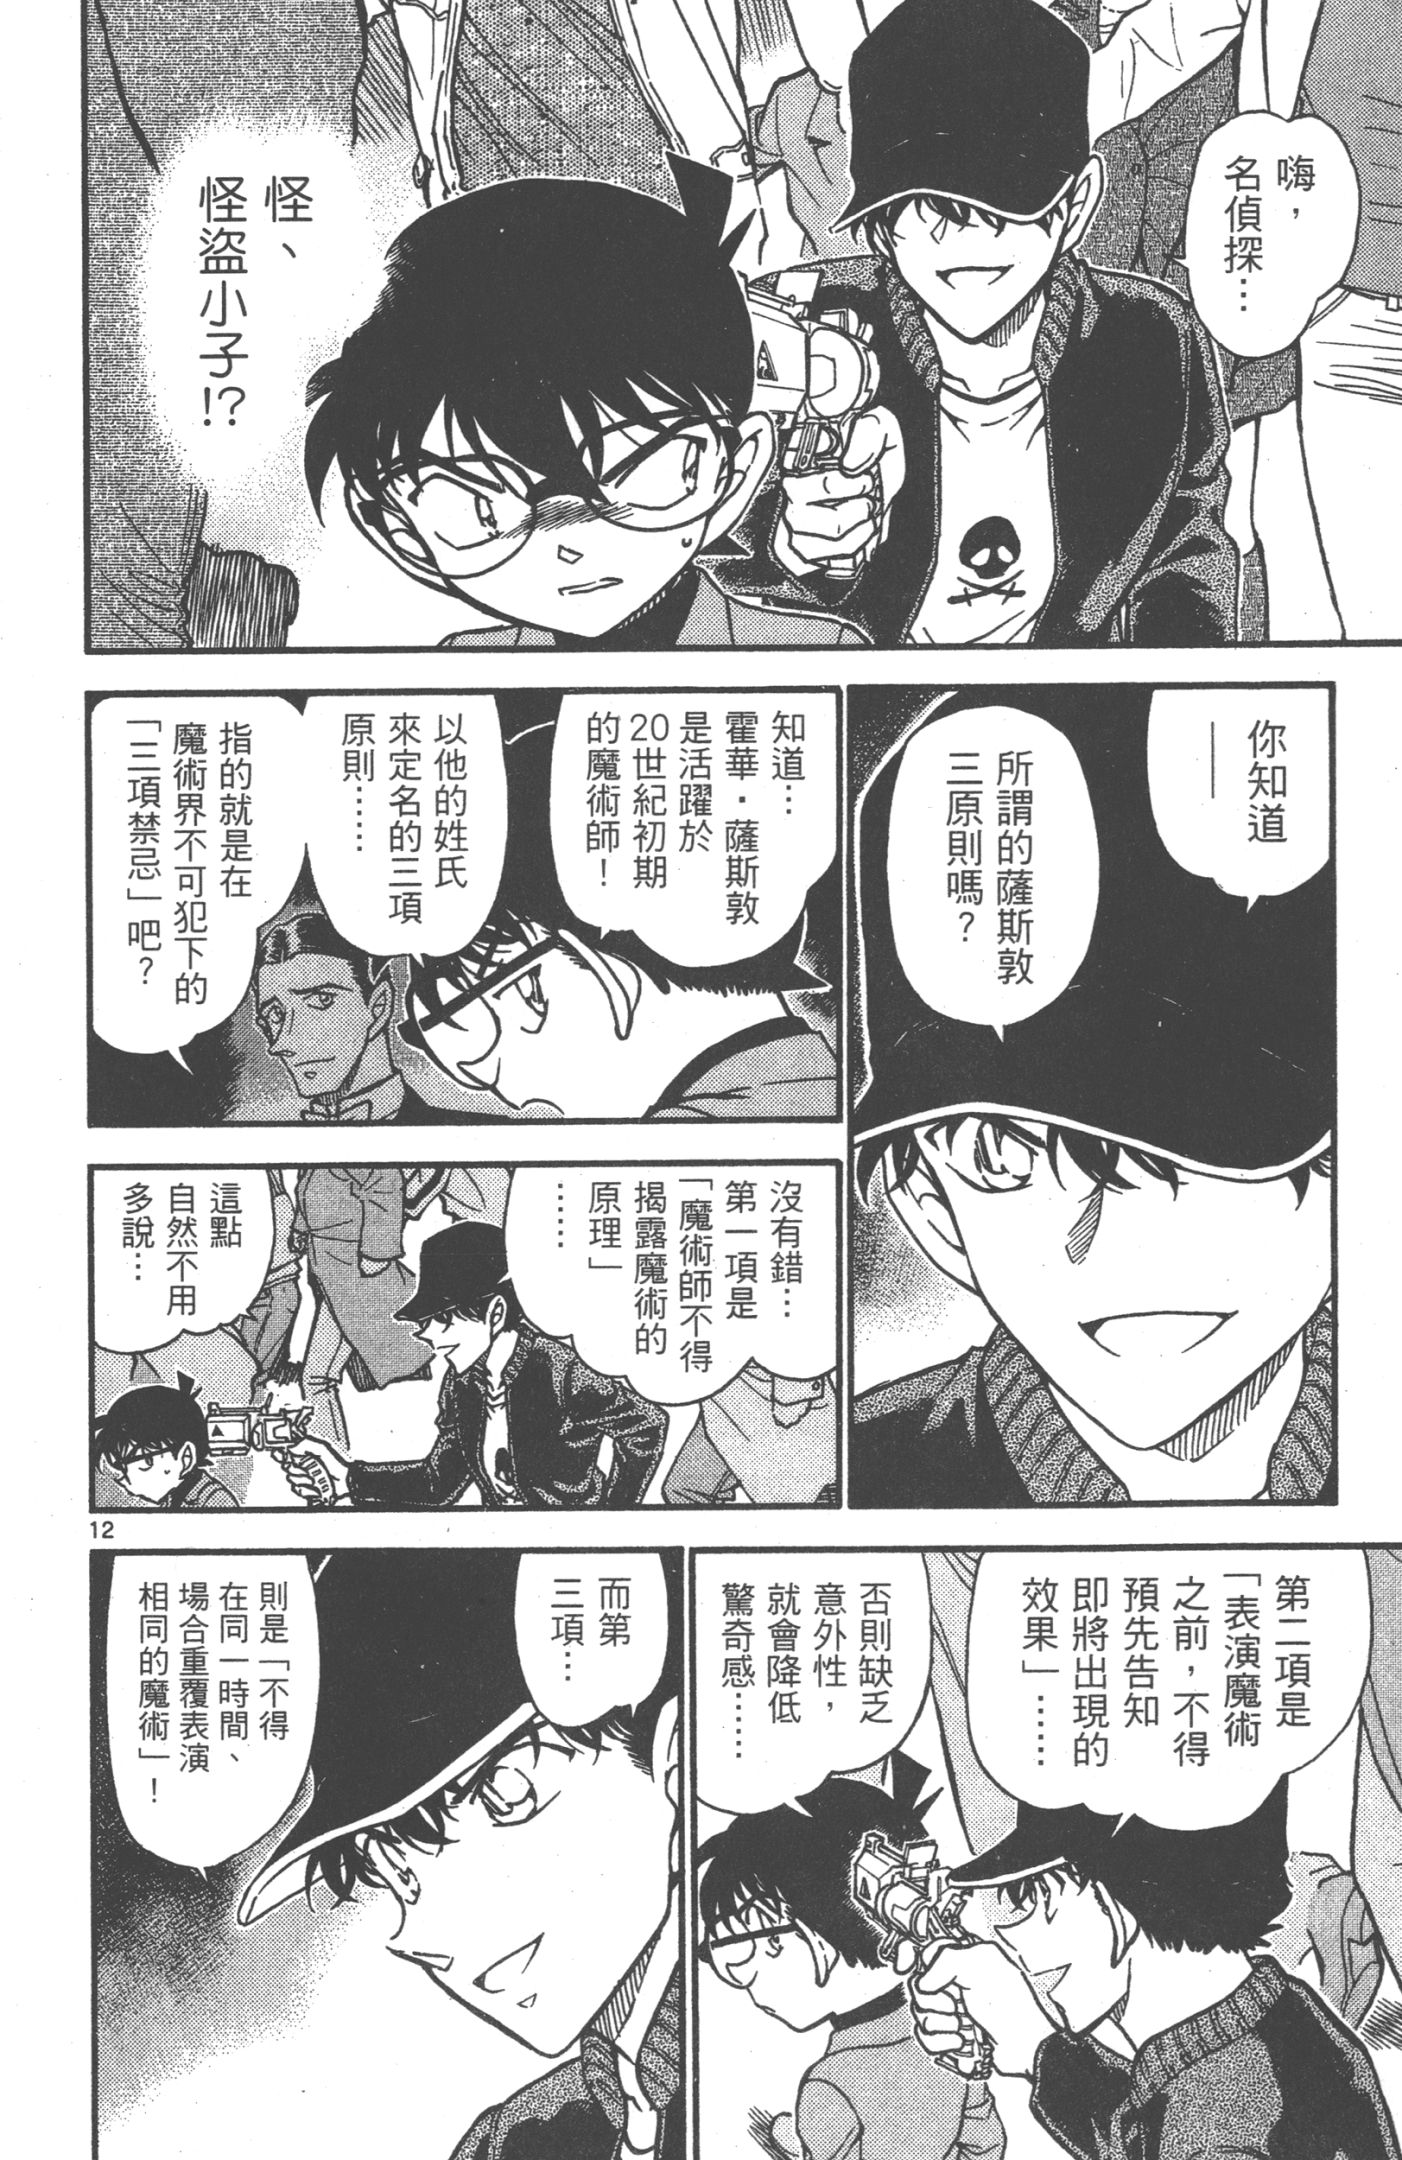 嗨，
名偵探…
怪、
怪盜小子!?
你知道
——
所謂的薩斯敦
三原則嗎？
知道…
霍華·薩斯敦
是活躍於
20世紀初期
的魔術師！
以他的姓氏
來定名的三項
原則……
指的就是在
魔術界不可犯下的
「三項禁忌」吧？
沒有錯…
第一項是
「魔術師不得
揭露魔術的
原理」
……
這點
自然不用
多說…
第二項是
「表演魔術
之前，不得
預先告知
即將出現的
效果」……
否則缺乏
意外性，
就會降低
驚奇感……
而第
三項…
則是「不得
在同一時間、
場合重覆表演
相同的魔術」！
12